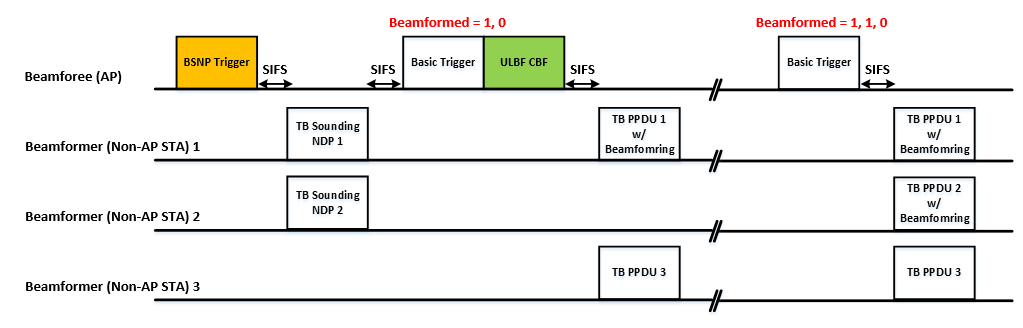 Beamformed = 1, 0
Beamformed = 1, 1, 0
BSNP Trigger
SIFS
SIFS
Basic Trigger
ULBF CBF
SIFS
Basic Trigger
SIFS
Beamforee (AP)
TB Sounding
NDP 1
TB PPDU 1
w/
Beamfomring
TB PPDU 1
w/
Beamfomring
Beamformer (Non-AP STA) 1
TB Sounding
NDP 2
TB PPDU 2
w/
Beamfomring
Beamformer (Non-AP STA) 2
TB PPDU 3
TB PPDU 3
Beamformer (Non-AP STA) 3